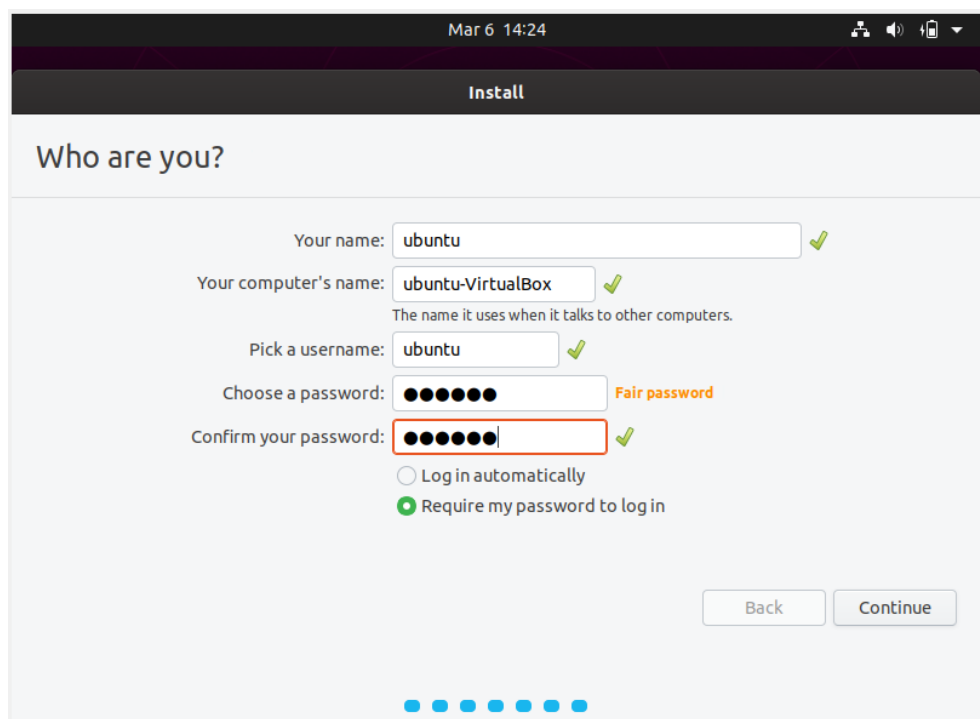 Mar 6 14:24
Install
Who are you?
Your name: ubuntu
Your computer's name: ubuntu-VirtualBox
The name it uses when it talks to other computers.
Pick a username: ubuntu
Choose a password: ●●●●●● Fair password
Confirm your password: ●●●●●●
Log in automatically
Require my password to log in
Back Continue